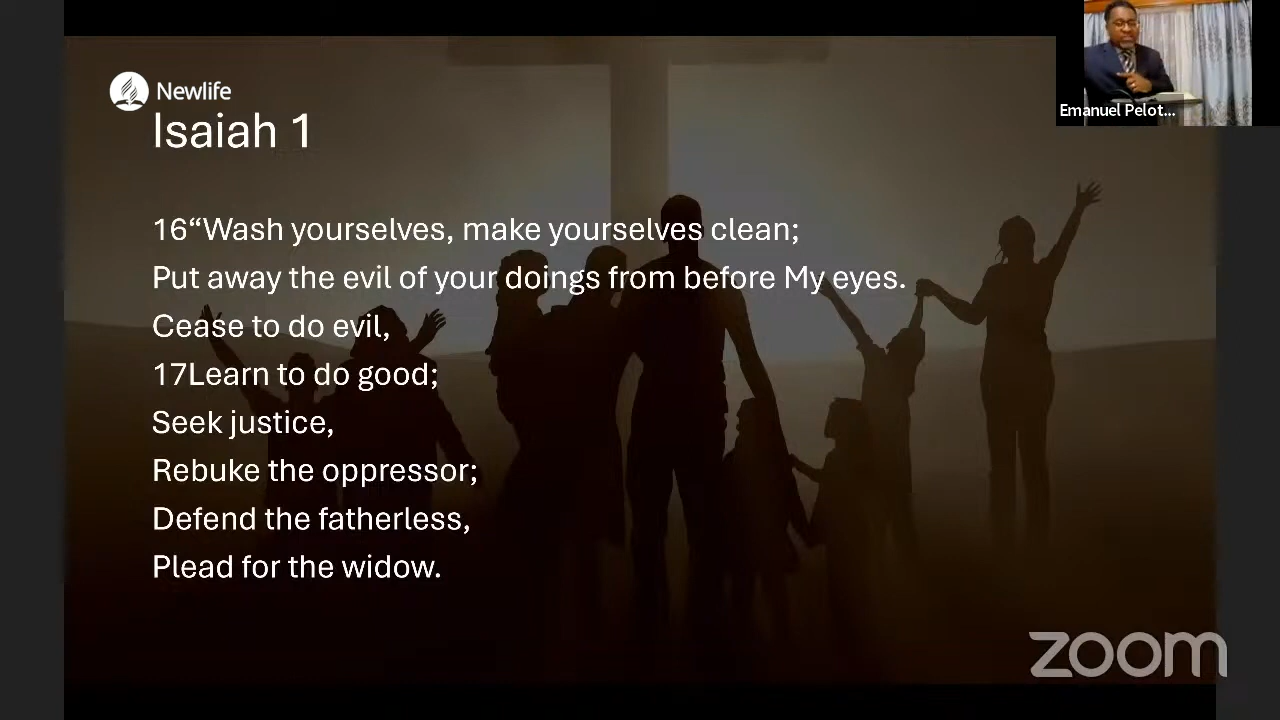 Newlife
Isaiah 1
16“Wash yourselves, make yourselves clean;
Put away the evil of your doings from before My eyes.
Cease to do evil,
17Learn to do good;
Seek justice,
Rebuke the oppressor;
Defend the fatherless,
Plead for the widow.
Emanuel Pelot...
zoom